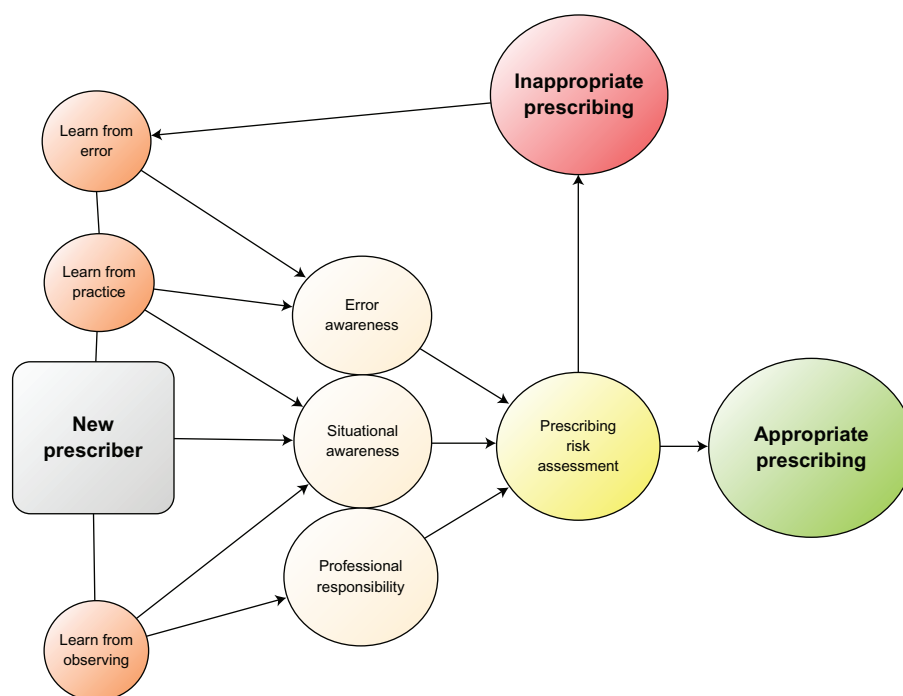 Inappropriate
prescribing
Learn from
error
Learn from
practice
Error
awareness
New
prescriber
Situational
awareness
Prescribing
risk
assessment
Appropriate
prescribing
Professional
responsibility
Learn from
observing